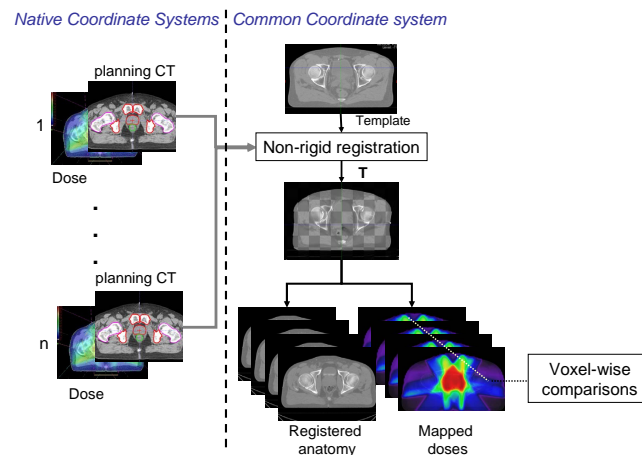 Native Coordinate Systems
Common Coordinate system
planning CT
1
Dose
.
.
.
planning CT
n
Dose
Template
Non-rigid registration
T
Registered
anatomy
Mapped
doses
Voxel-wise
comparisons